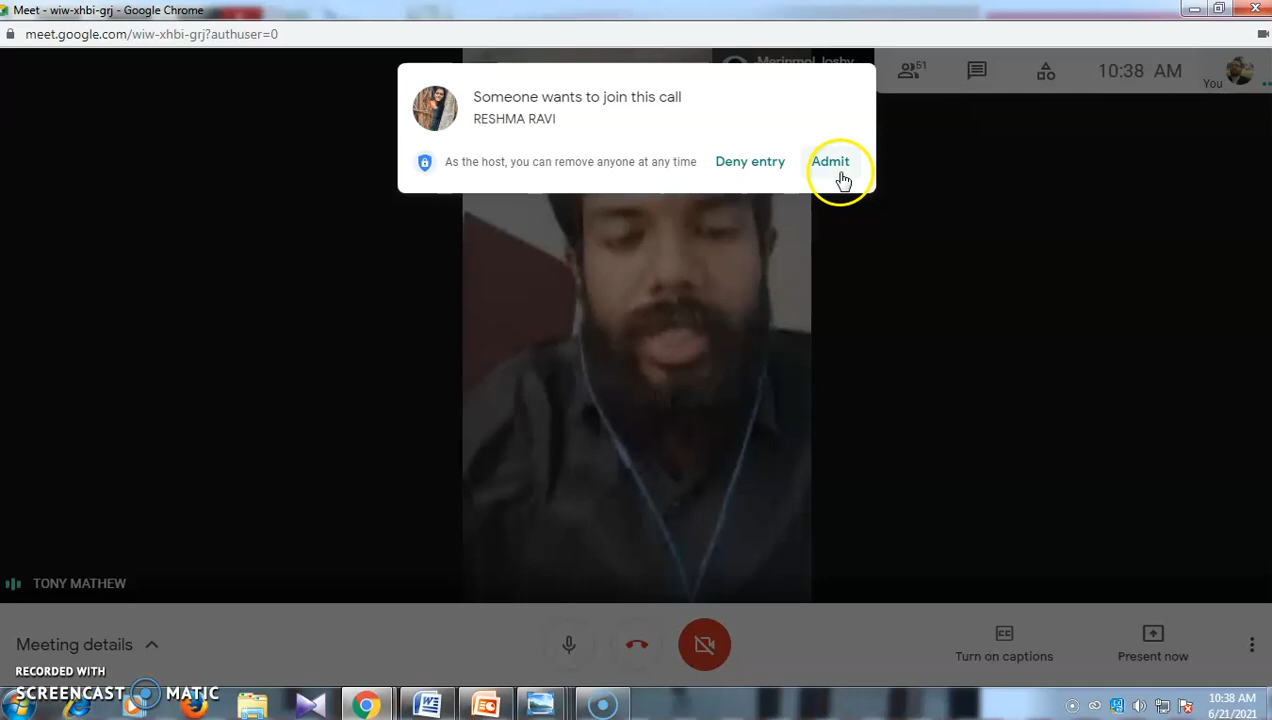 Meet - wiw-xhbi-grj - Google Chrome
meet.google.com/wiw-xhbi-grj?authuser=0
51
10:38 AM
You
Someone wants to join this call
RESHMA RAVI
As the host, you can remove anyone at any time
Deny entry
Admit
TONY MATHEW
Meeting details
CC
Turn on captions
Present now
RECORDED WITH
SCREENCAST MATIC
10:38 AM
6/21/2021